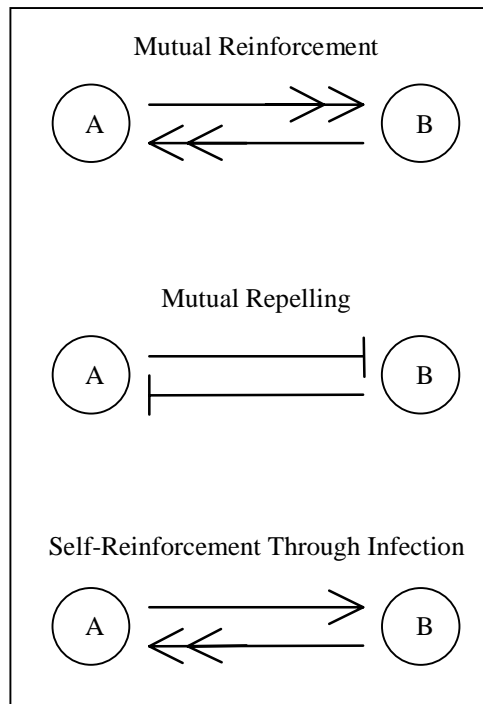 Mutual Reinforcement
A B
Mutual Repelling
A B
Self-Reinforcement Through Infection
A B